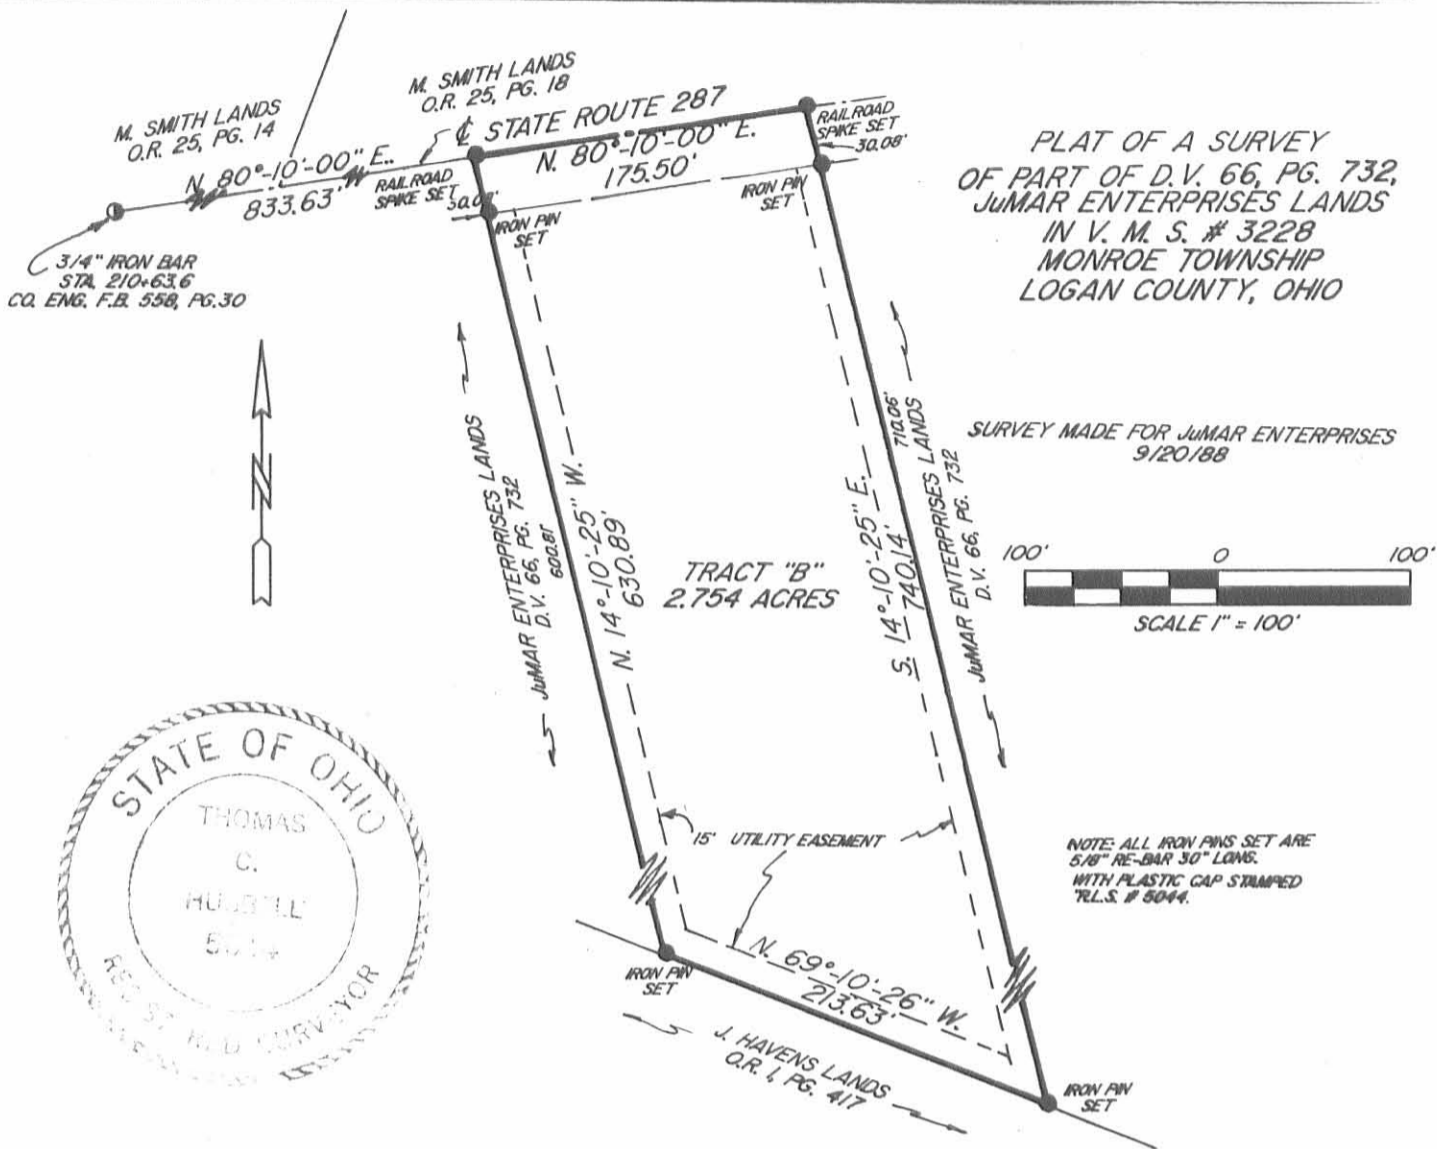 M. SMITH LANDS
O.R. 25, PG. 14
M. SMITH LANDS
O.R. 25, PG. 18
℄ STATE ROUTE 287
N. 80°-10'-00" E.
833.63'
RAILROAD
SPIKE SET
N. 80°-10'-00" E.
175.50'
RAILROAD
SPIKE SET
30.08'
IRON PIN
SET
IRON PIN
SET
3/4" IRON BAR
STA. 210+63.6
CO. ENG. F.B. 558, PG.30
PLAT OF A SURVEY
OF PART OF D.V. 66, PG. 732,
JuMAR ENTERPRISES LANDS
IN V. M. S. # 3228
MONROE TOWNSHIP
LOGAN COUNTY, OHIO
SURVEY MADE FOR JuMAR ENTERPRISES
9/20/88
N
JuMAR ENTERPRISES LANDS
D.V. 66, PG. 732
600.81'
N. 14°-10'-25" W.
630.89'
TRACT "B"
2.754 ACRES
S. 14°-10'-25" E.
740.14'
710.06'
JuMAR ENTERPRISES LANDS
D.V. 66, PG. 732
100' 0 100'
SCALE 1" = 100'
15' UTILITY EASEMENT
NOTE: ALL IRON PINS SET ARE
5/8" RE-BAR 30" LONG.
WITH PLASTIC CAP STAMPED
"R.L.S. # 5044.
N. 69°-10'-26" W.
213.63'
IRON PIN
SET
J. HAVENS LANDS
O.R. 1, PG. 417
IRON PIN
SET
STATE OF OHIO
THOMAS
C.